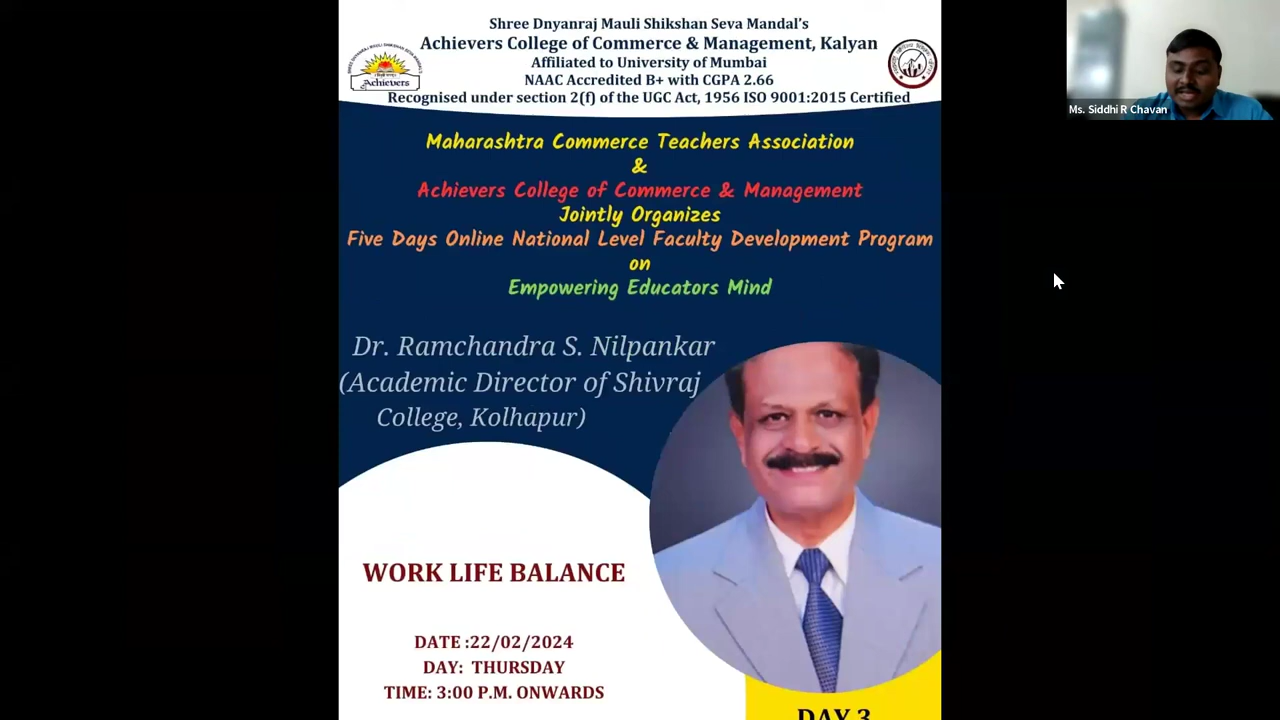 Shree Dnyanraj Mauli Shikshan Seva Mandal's
Achievers College of Commerce & Management, Kalyan
Affiliated to University of Mumbai
NAAC Accredited B+ with CGPA 2.66
Recognised under section 2(f) of the UGC Act, 1956 ISO 9001:2015 Certified
Achievers
Ms. Siddhi R Chavan
Maharashtra Commerce Teachers Association
&
Achievers College of Commerce & Management
Jointly Organizes
Five Days Online National Level Faculty Development Program
on
Empowering Educators Mind
Dr. Ramchandra S. Nilpankar
(Academic Director of Shivraj
College, Kolhapur)
WORK LIFE BALANCE
DATE :22/02/2024
DAY: THURSDAY
TIME: 3:00 P.M. ONWARDS
DAY 3